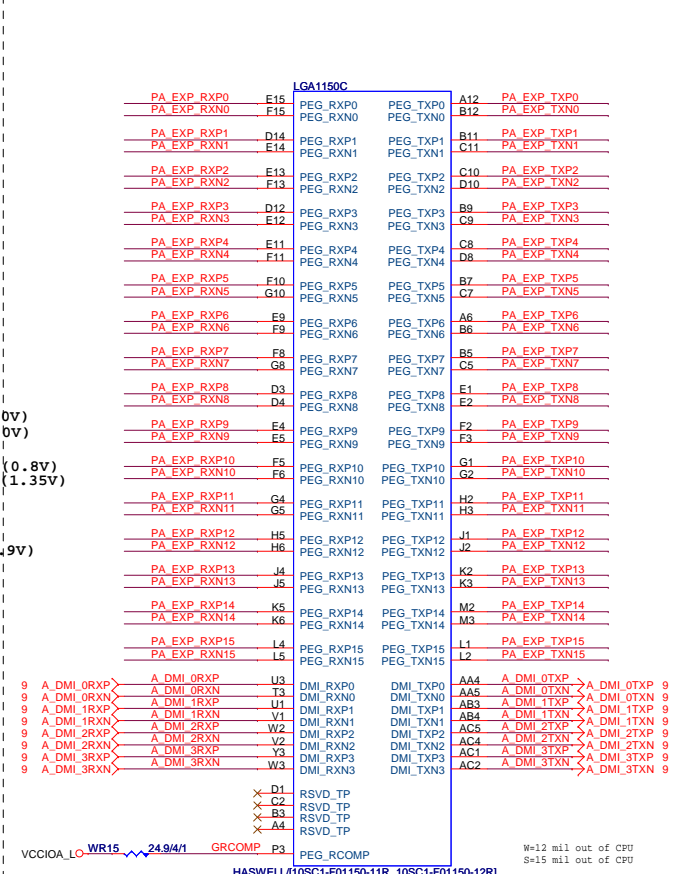 LGA1150C
PA_EXP_RXP0 E15 PEG_RXP0 PEG_TXP0 A12 PA_EXP_TXP0
PA_EXP_RXN0 F15 PEG_RXN0 PEG_TXN0 B12 PA_EXP_TXN0
PA_EXP_RXP1 D14 PEG_RXP1 PEG_TXP1 B11 PA_EXP_TXP1
PA_EXP_RXN1 E14 PEG_RXN1 PEG_TXN1 C11 PA_EXP_TXN1
PA_EXP_RXP2 E13 PEG_RXP2 PEG_TXP2 C10 PA_EXP_TXP2
PA_EXP_RXN2 F13 PEG_RXN2 PEG_TXN2 D10 PA_EXP_TXN2
PA_EXP_RXP3 D12 PEG_RXP3 PEG_TXP3 B9 PA_EXP_TXP3
PA_EXP_RXN3 E12 PEG_RXN3 PEG_TXN3 C9 PA_EXP_TXN3
PA_EXP_RXP4 E11 PEG_RXP4 PEG_TXP4 C8 PA_EXP_TXP4
PA_EXP_RXN4 F11 PEG_RXN4 PEG_TXN4 D8 PA_EXP_TXN4
PA_EXP_RXP5 F10 PEG_RXP5 PEG_TXP5 B7 PA_EXP_TXP5
PA_EXP_RXN5 G10 PEG_RXN5 PEG_TXN5 C7 PA_EXP_TXN5
PA_EXP_RXP6 E9 PEG_RXP6 PEG_TXP6 A6 PA_EXP_TXP6
PA_EXP_RXN6 F9 PEG_RXN6 PEG_TXN6 B6 PA_EXP_TXN6
PA_EXP_RXP7 F8 PEG_RXP7 PEG_TXP7 B5 PA_EXP_TXP7
PA_EXP_RXN7 G8 PEG_RXN7 PEG_TXN7 C5 PA_EXP_TXN7
PA_EXP_RXP8 D3 PEG_RXP8 PEG_TXP8 E1 PA_EXP_TXP8
PA_EXP_RXN8 D4 PEG_RXN8 PEG_TXN8 E2 PA_EXP_TXN8
0V)
PA_EXP_RXP9 E4 PEG_RXP9 PEG_TXP9 F2 PA_EXP_TXP9
0V)
PA_EXP_RXN9 E5 PEG_RXN9 PEG_TXN9 F3 PA_EXP_TXN9
PA_EXP_RXP10 F5 PEG_RXP10 PEG_TXP10 G1 PA_EXP_TXP10
(0.8V)
PA_EXP_RXN10 F6 PEG_RXN10 PEG_TXN10 G2 PA_EXP_TXN10
(1.35V)
PA_EXP_RXP11 G4 PEG_RXP11 PEG_TXP11 H2 PA_EXP_TXP11
PA_EXP_RXN11 G5 PEG_RXN11 PEG_TXN11 H3 PA_EXP_TXN11
PA_EXP_RXP12 H5 PEG_RXP12 PEG_TXP12 J1 PA_EXP_TXP12
PA_EXP_RXN12 H6 PEG_RXN12 PEG_TXN12 J2 PA_EXP_TXN12
.9V)
PA_EXP_RXP13 J4 PEG_RXP13 PEG_TXP13 K2 PA_EXP_TXP13
PA_EXP_RXN13 J5 PEG_RXN13 PEG_TXN13 K3 PA_EXP_TXN13
PA_EXP_RXP14 K5 PEG_RXP14 PEG_TXP14 M2 PA_EXP_TXP14
PA_EXP_RXN14 K6 PEG_RXN14 PEG_TXN14 M3 PA_EXP_TXN14
PA_EXP_RXP15 L4 PEG_RXP15 PEG_TXP15 L1 PA_EXP_TXP15
PA_EXP_RXN15 L5 PEG_RXN15 PEG_TXN15 L2 PA_EXP_TXN15
9 A_DMI_0RXP A_DMI_0RXP U3 DMI_RXP0 DMI_TXP0 AA4 A_DMI_0TXP A_DMI_0TXP 9
9 A_DMI_0RXN A_DMI_0RXN T3 DMI_RXN0 DMI_TXN0 AA5 A_DMI_0TXN A_DMI_0TXN 9
9 A_DMI_1RXP A_DMI_1RXP U1 DMI_RXP1 DMI_TXP1 AB3 A_DMI_1TXP A_DMI_1TXP 9
9 A_DMI_1RXN A_DMI_1RXN V1 DMI_RXN1 DMI_TXN1 AB4 A_DMI_1TXN A_DMI_1TXN 9
9 A_DMI_2RXP A_DMI_2RXP W2 DMI_RXP2 DMI_TXP2 AC5 A_DMI_2TXP A_DMI_2TXP 9
9 A_DMI_2RXN A_DMI_2RXN V2 DMI_RXN2 DMI_TXN2 AC4 A_DMI_2TXN A_DMI_2TXN 9
9 A_DMI_3RXP A_DMI_3RXP Y3 DMI_RXP3 DMI_TXP3 AC1 A_DMI_3TXP A_DMI_3TXP 9
9 A_DMI_3RXN A_DMI_3RXN W3 DMI_RXN3 DMI_TXN3 AC2 A_DMI_3TXN A_DMI_3TXN 9
D1 RSVD_TP
C2 RSVD_TP
B3 RSVD_TP
A4 RSVD_TP
VCCIOA_L WR15 24.9/4/1 GRCOMP P3 PEG_RCOMP
W=12 mil out of CPU
S=15 mil out of CPU
HASWELL/[10SC1-F01150-11R, 10SC1-F01150-12R]